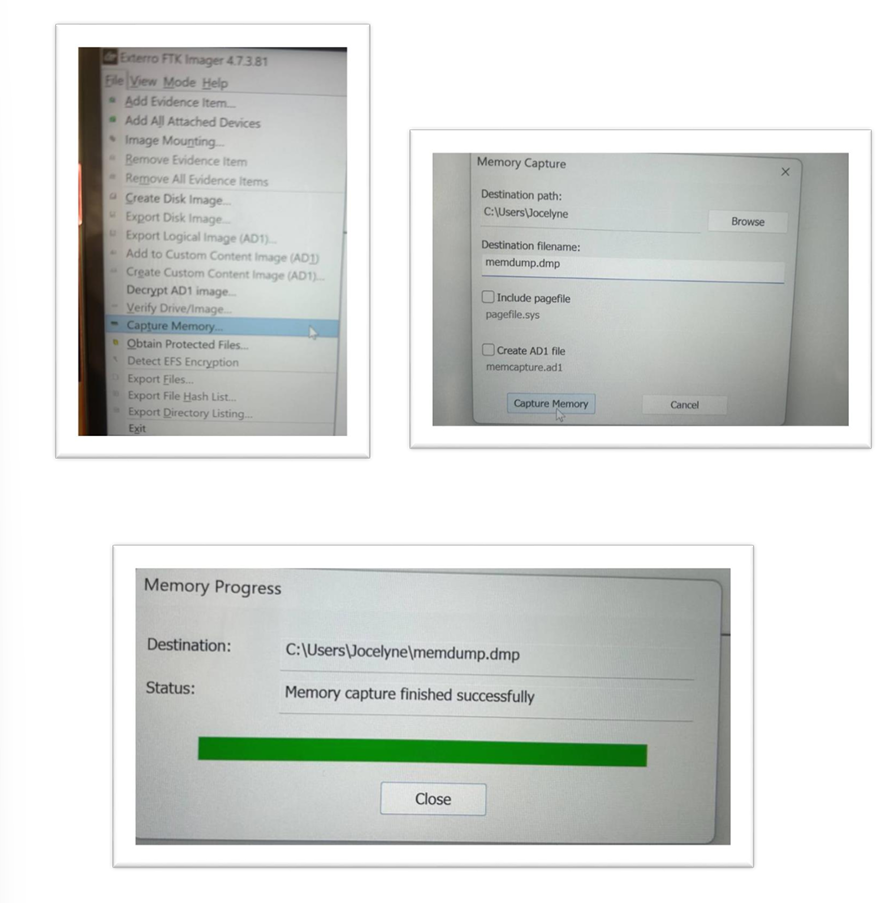 Exterro FTK Imager 4.7.3.81
File View Mode Help
Add Evidence Item...
Add All Attached Devices
Image Mounting...
Remove Evidence Item
Remove All Evidence Items
Create Disk Image...
Export Disk Image...
Export Logical Image (AD1)...
Add to Custom Content Image (AD1)
Create Custom Content Image (AD1)...
Decrypt AD1 image...
Verify Drive/Image...
Capture Memory...
Obtain Protected Files...
Detect EFS Encryption
Export Files...
Export File Hash List...
Export Directory Listing...
Exit
Memory Capture
Destination path:
C:\Users\Jocelyne
Browse
Destination filename:
memdump.dmp
Include pagefile
pagefile.sys
Create AD1 file
memcapture.ad1
Capture Memory Cancel
Memory Progress
Destination: C:\Users\Jocelyne\memdump.dmp
Status: Memory capture finished successfully
Close